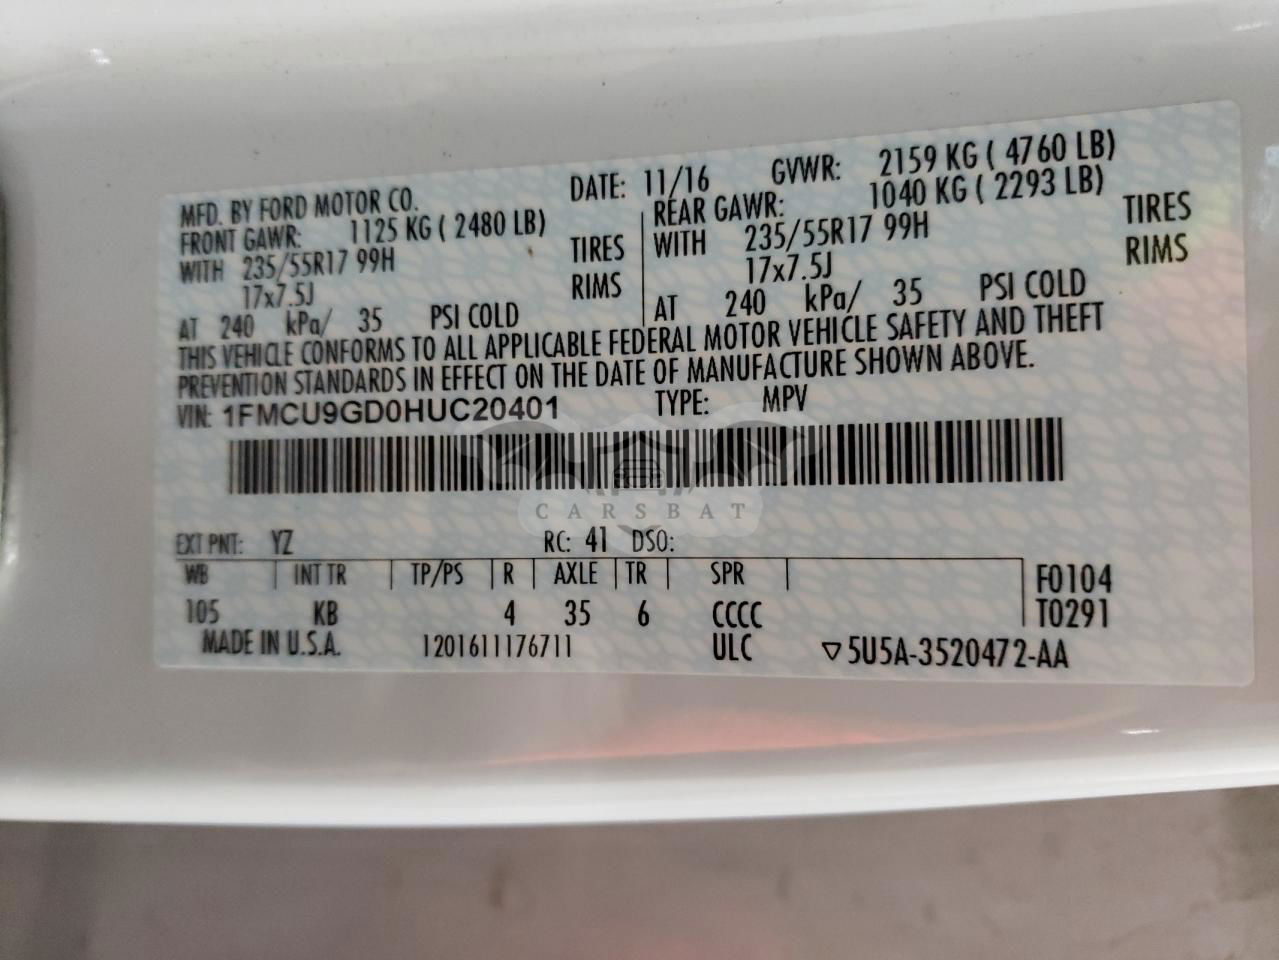 MFD. BY FORD MOTOR CO. DATE: 11/16 GVWR: 2159 KG ( 4760 LB)
FRONT GAWR: 1125 KG ( 2480 LB) REAR GAWR: 1040 KG ( 2293 LB)
WITH 235/55R17 99H TIRES WITH 235/55R17 99H TIRES
17x7.5J RIMS 17x7.5J RIMS
AT 240 kPa/ 35 PSI COLD AT 240 kPa/ 35 PSI COLD
THIS VEHICLE CONFORMS TO ALL APPLICABLE FEDERAL MOTOR VEHICLE SAFETY AND THEFT
PREVENTION STANDARDS IN EFFECT ON THE DATE OF MANUFACTURE SHOWN ABOVE.
VIN: 1FMCU9GD0HUC20401 TYPE: MPV
CARSBAT
EXT PNT: YZ RC: 41 DSO:
WB INT TR TP/PS R AXLE TR SPR F0104
105 KB 4 35 6 CCCC T0291
MADE IN U.S.A. 1201611176711 ULC ▽5U5A-3520472-AA